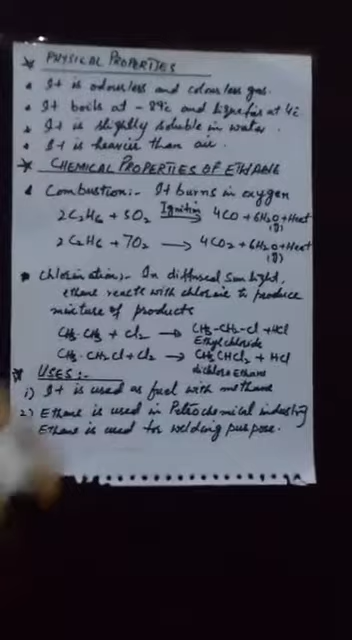 * PHYSICAL PROPERTIES
• It is odourless and colourless gas.
• It boils at -89°c and liquefies at 4°c
• It is slightly soluble in water.
• It is heavier than air.
* CHEMICAL PROPERTIES OF ETHANE
• Combustion:- It burns in oxygen
2C2H6 + 5O2 Ignition → 4CO + 6H2O + Heat
(g)
2C2H6 + 7O2 → 4CO2 + 6H2O + Heat
(g)
• Chlorination:- In diffused Sun light,
ethane reacts with chlorine to produce
mixture of products
CH3-CH3 + Cl2 → CH3-CH2-Cl + HCl
Ethyl chloride
CH3-CH2Cl + Cl2 → CH3CHCl2 + HCl
dichloro Ethane
* USES:-
1) It is used as fuel with methane
2) Ethane is used in Petrochemical industry
Ethane is used for welding purpose.